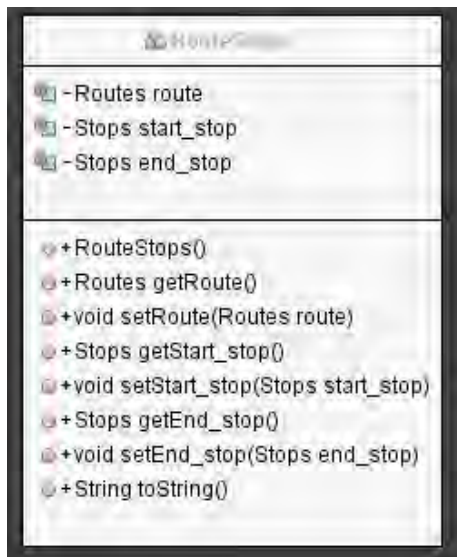 RouteStops
-Routes route
-Stops start_stop
-Stops end_stop
+RouteStops()
+Routes getRoute()
+void setRoute(Routes route)
+Stops getStart_stop()
+void setStart_stop(Stops start_stop)
+Stops getEnd_stop()
+void setEnd_stop(Stops end_stop)
+String toString()